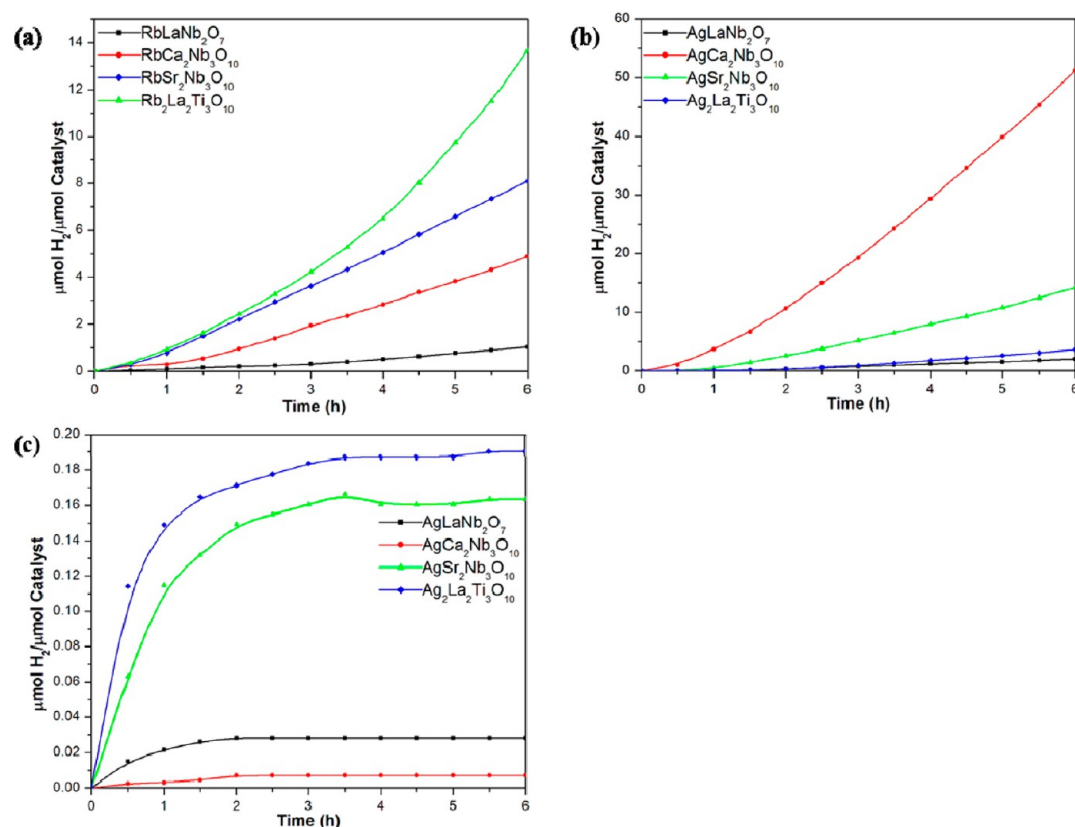 (a)
μmol H₂/μmol Catalyst
14
12
10
8
6
4
2
0
RbLaNb₂O₇
RbCa₂Nb₃O₁₀
RbSr₂Nb₃O₁₀
Rb₂La₂Ti₃O₁₀
0 1 2 3 4 5 6
Time (h)
(b)
μmol H₂/μmol Catalyst
60
50
40
30
20
10
0
AgLaNb₂O₇
AgCa₂Nb₃O₁₀
AgSr₂Nb₃O₁₀
Ag₂La₂Ti₃O₁₀
0 1 2 3 4 5 6
Time (h)
(c)
μmol H₂/μmol Catalyst
0.20
0.18
0.16
0.14
0.12
0.10
0.08
0.06
0.04
0.02
0.00
AgLaNb₂O₇
AgCa₂Nb₃O₁₀
AgSr₂Nb₃O₁₀
Ag₂La₂Ti₃O₁₀
0 1 2 3 4 5 6
Time (h)